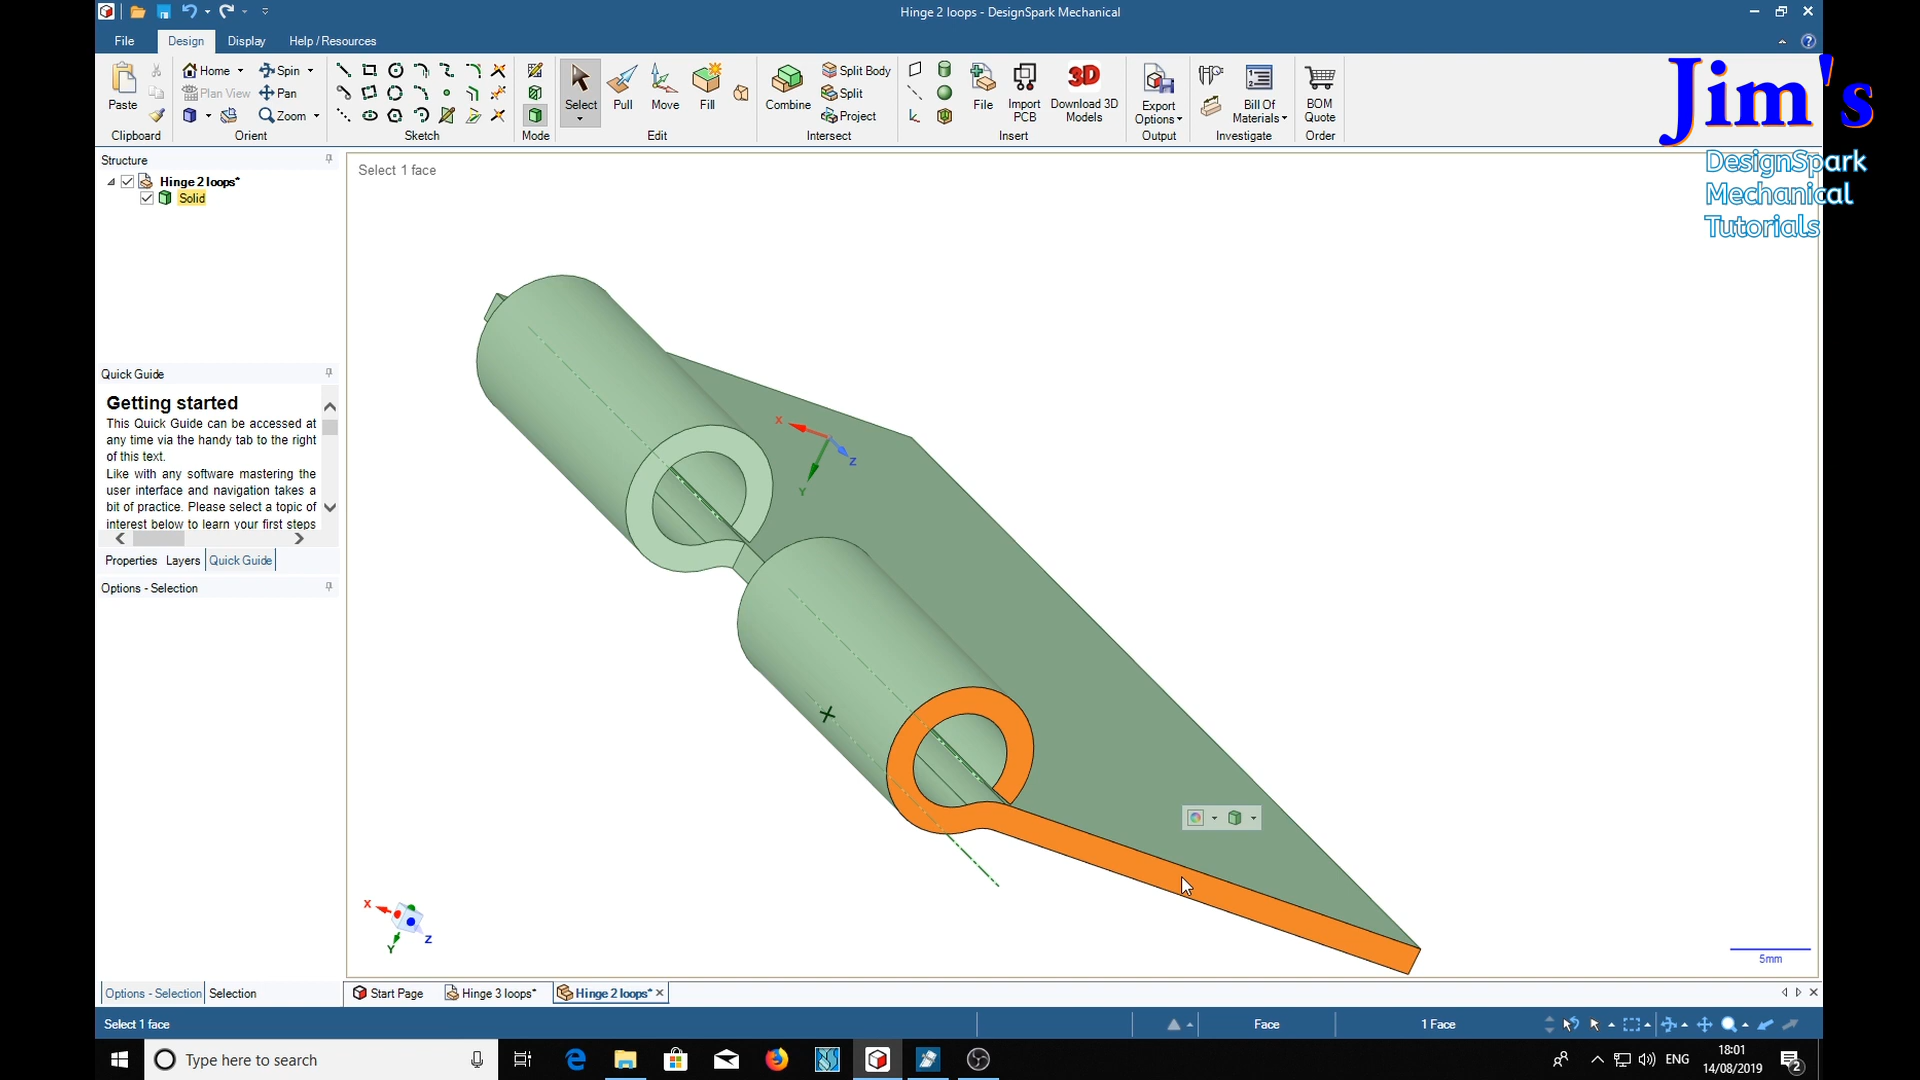 Hinge 2 loops - DesignSpark Mechanical
File Design Display Help / Resources
Paste
Clipboard
Home Spin
Plan View Pan
Zoom
Orient
Sketch
Mode
Select Pull Move Fill
Edit
Combine
Split Body
Split
Project
Intersect
File
Import PCB
Download 3D Models
Insert
Export Options
Output
Bill Of Materials
Investigate
BOM Quote
Order
3D
Jim's
DesignSpark
Mechanical
Tutorials
Structure
Hinge 2 loops*
Solid
Select 1 face
Quick Guide
Getting started
This Quick Guide can be accessed at
any time via the handy tab to the right
of this text.
Like with any software mastering the
user interface and navigation takes a
bit of practice. Please select a topic of
interest below to learn your first steps
Properties Layers Quick Guide
Options - Selection
X
Y
Z
X
Y
Z
5mm
Options - Selection Selection
Start Page Hinge 3 loops* Hinge 2 loops*
Select 1 face Face 1 Face
Type here to search
ENG
18:01
14/08/2019
2